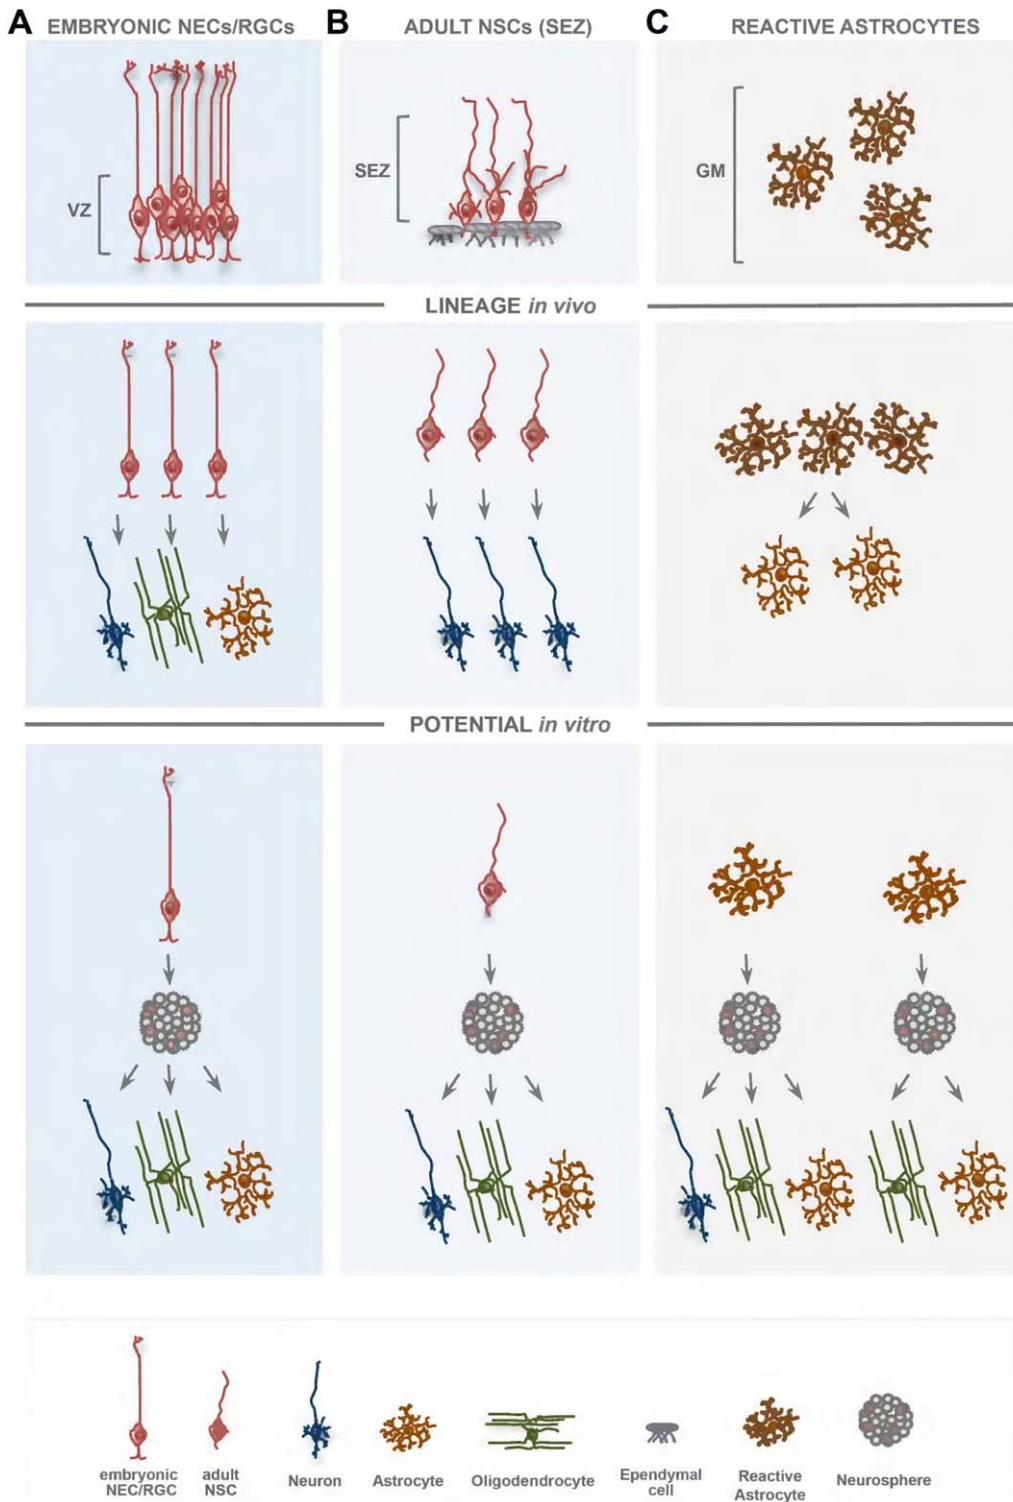 A EMBRYONIC NECs/RGCs B ADULT NSCs (SEZ) C REACTIVE ASTROCYTES
VZ
SEZ
GM
LINEAGE in vivo
POTENTIAL in vitro
embryonic NEC/RGC
adult NSC
Neuron
Astrocyte
Oligodendrocyte
Ependymal cell
Reactive Astrocyte
Neurosphere